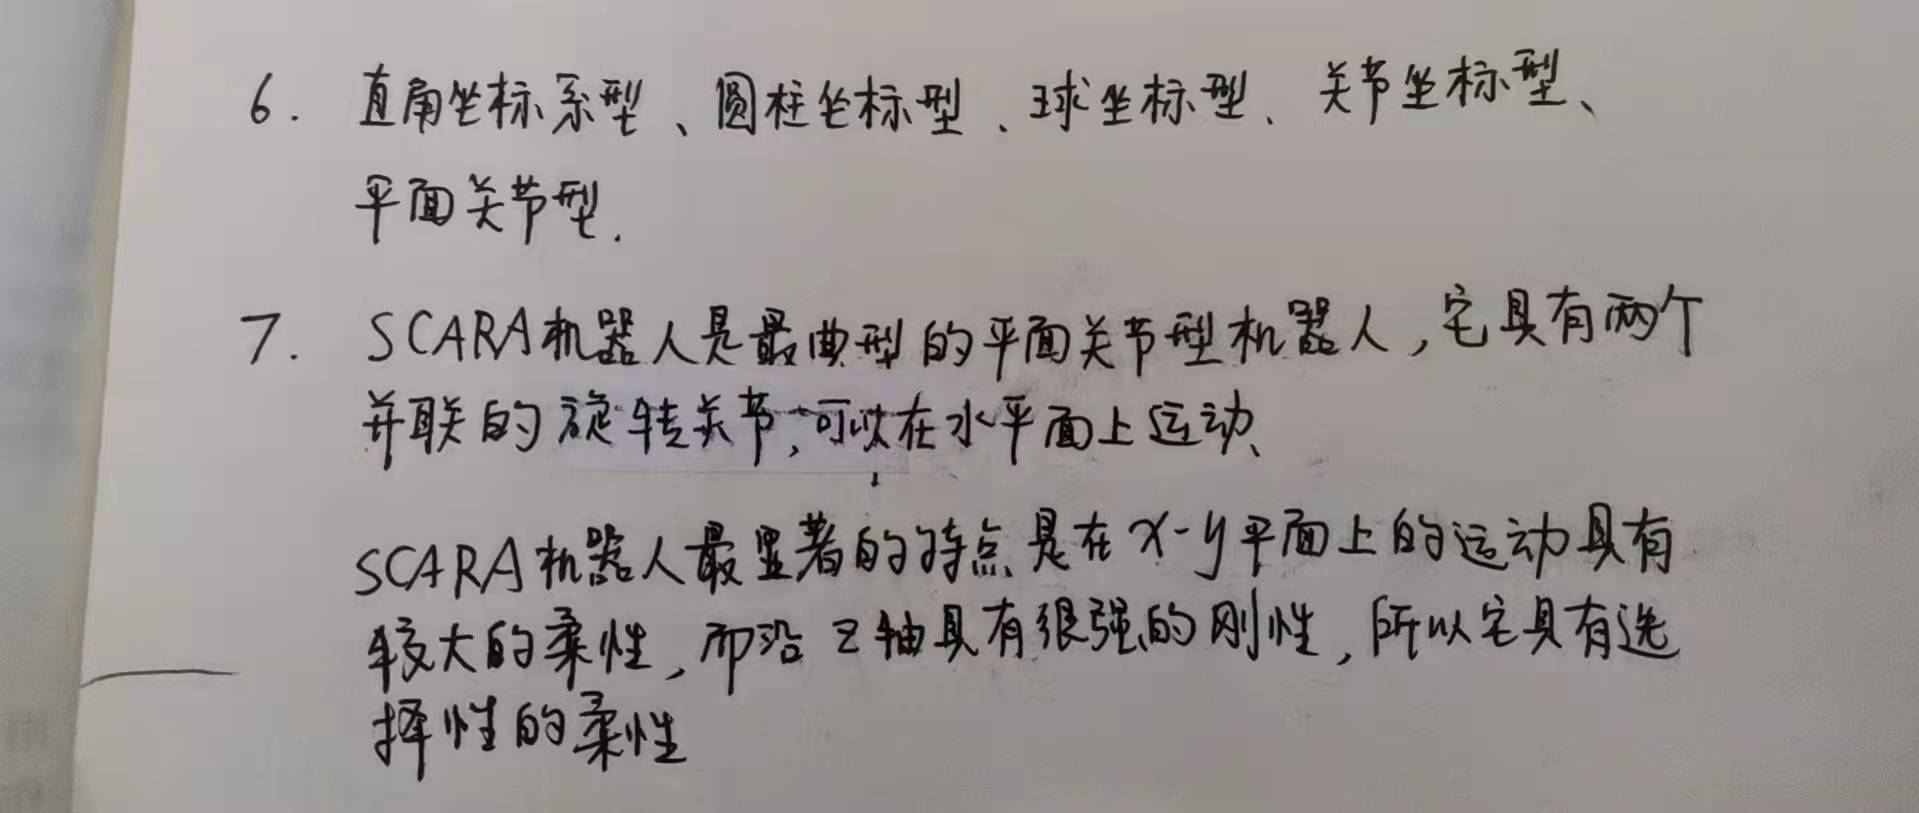 6. 直角坐标系型、圆柱坐标型、球坐标型、关节坐标型、
平面关节型.
7. SCARA机器人是最典型的平面关节型机器人,它具有两个
并联的旋转关节,可以在水平面上运动、
SCARA机器人最显著的特点是在x-y平面上的运动具有
较大的柔性,而沿z轴具有很强的刚性,所以它具有选
择性的柔性